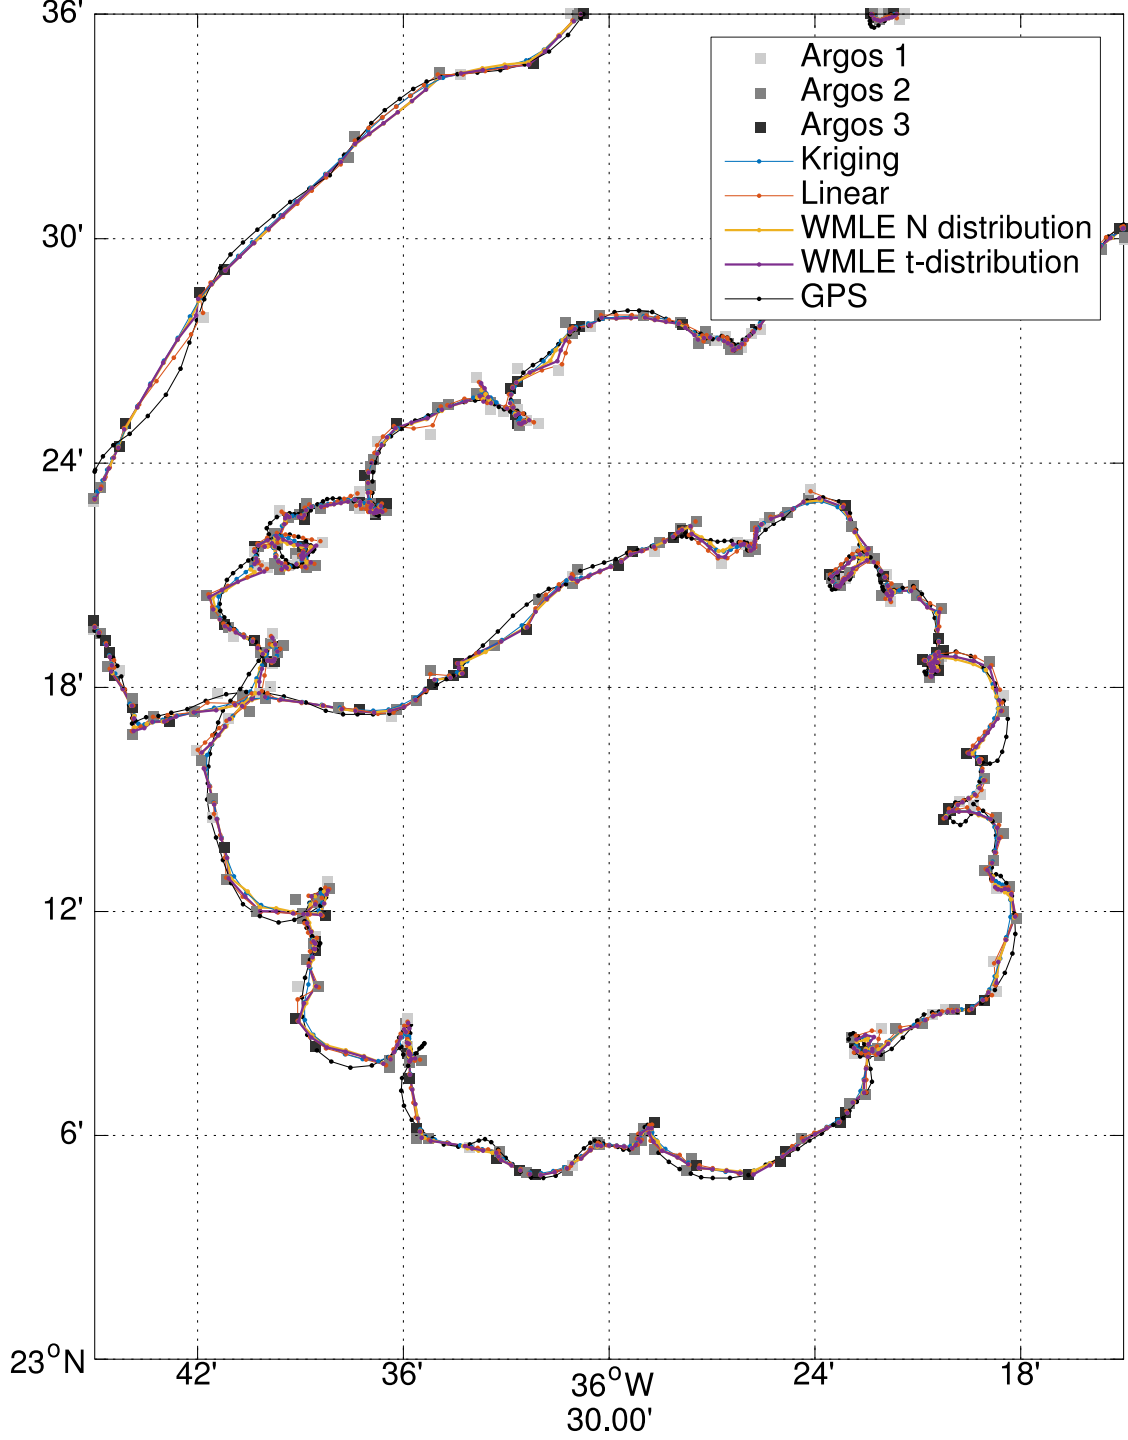 36'
Argos 1
Argos 2
Argos 3
Kriging
Linear
WMLE N distribution
WMLE t-distribution
GPS
30'
24'
18'
12'
6'
23°N
42'
36'
36°W
24'
18'
30.00'